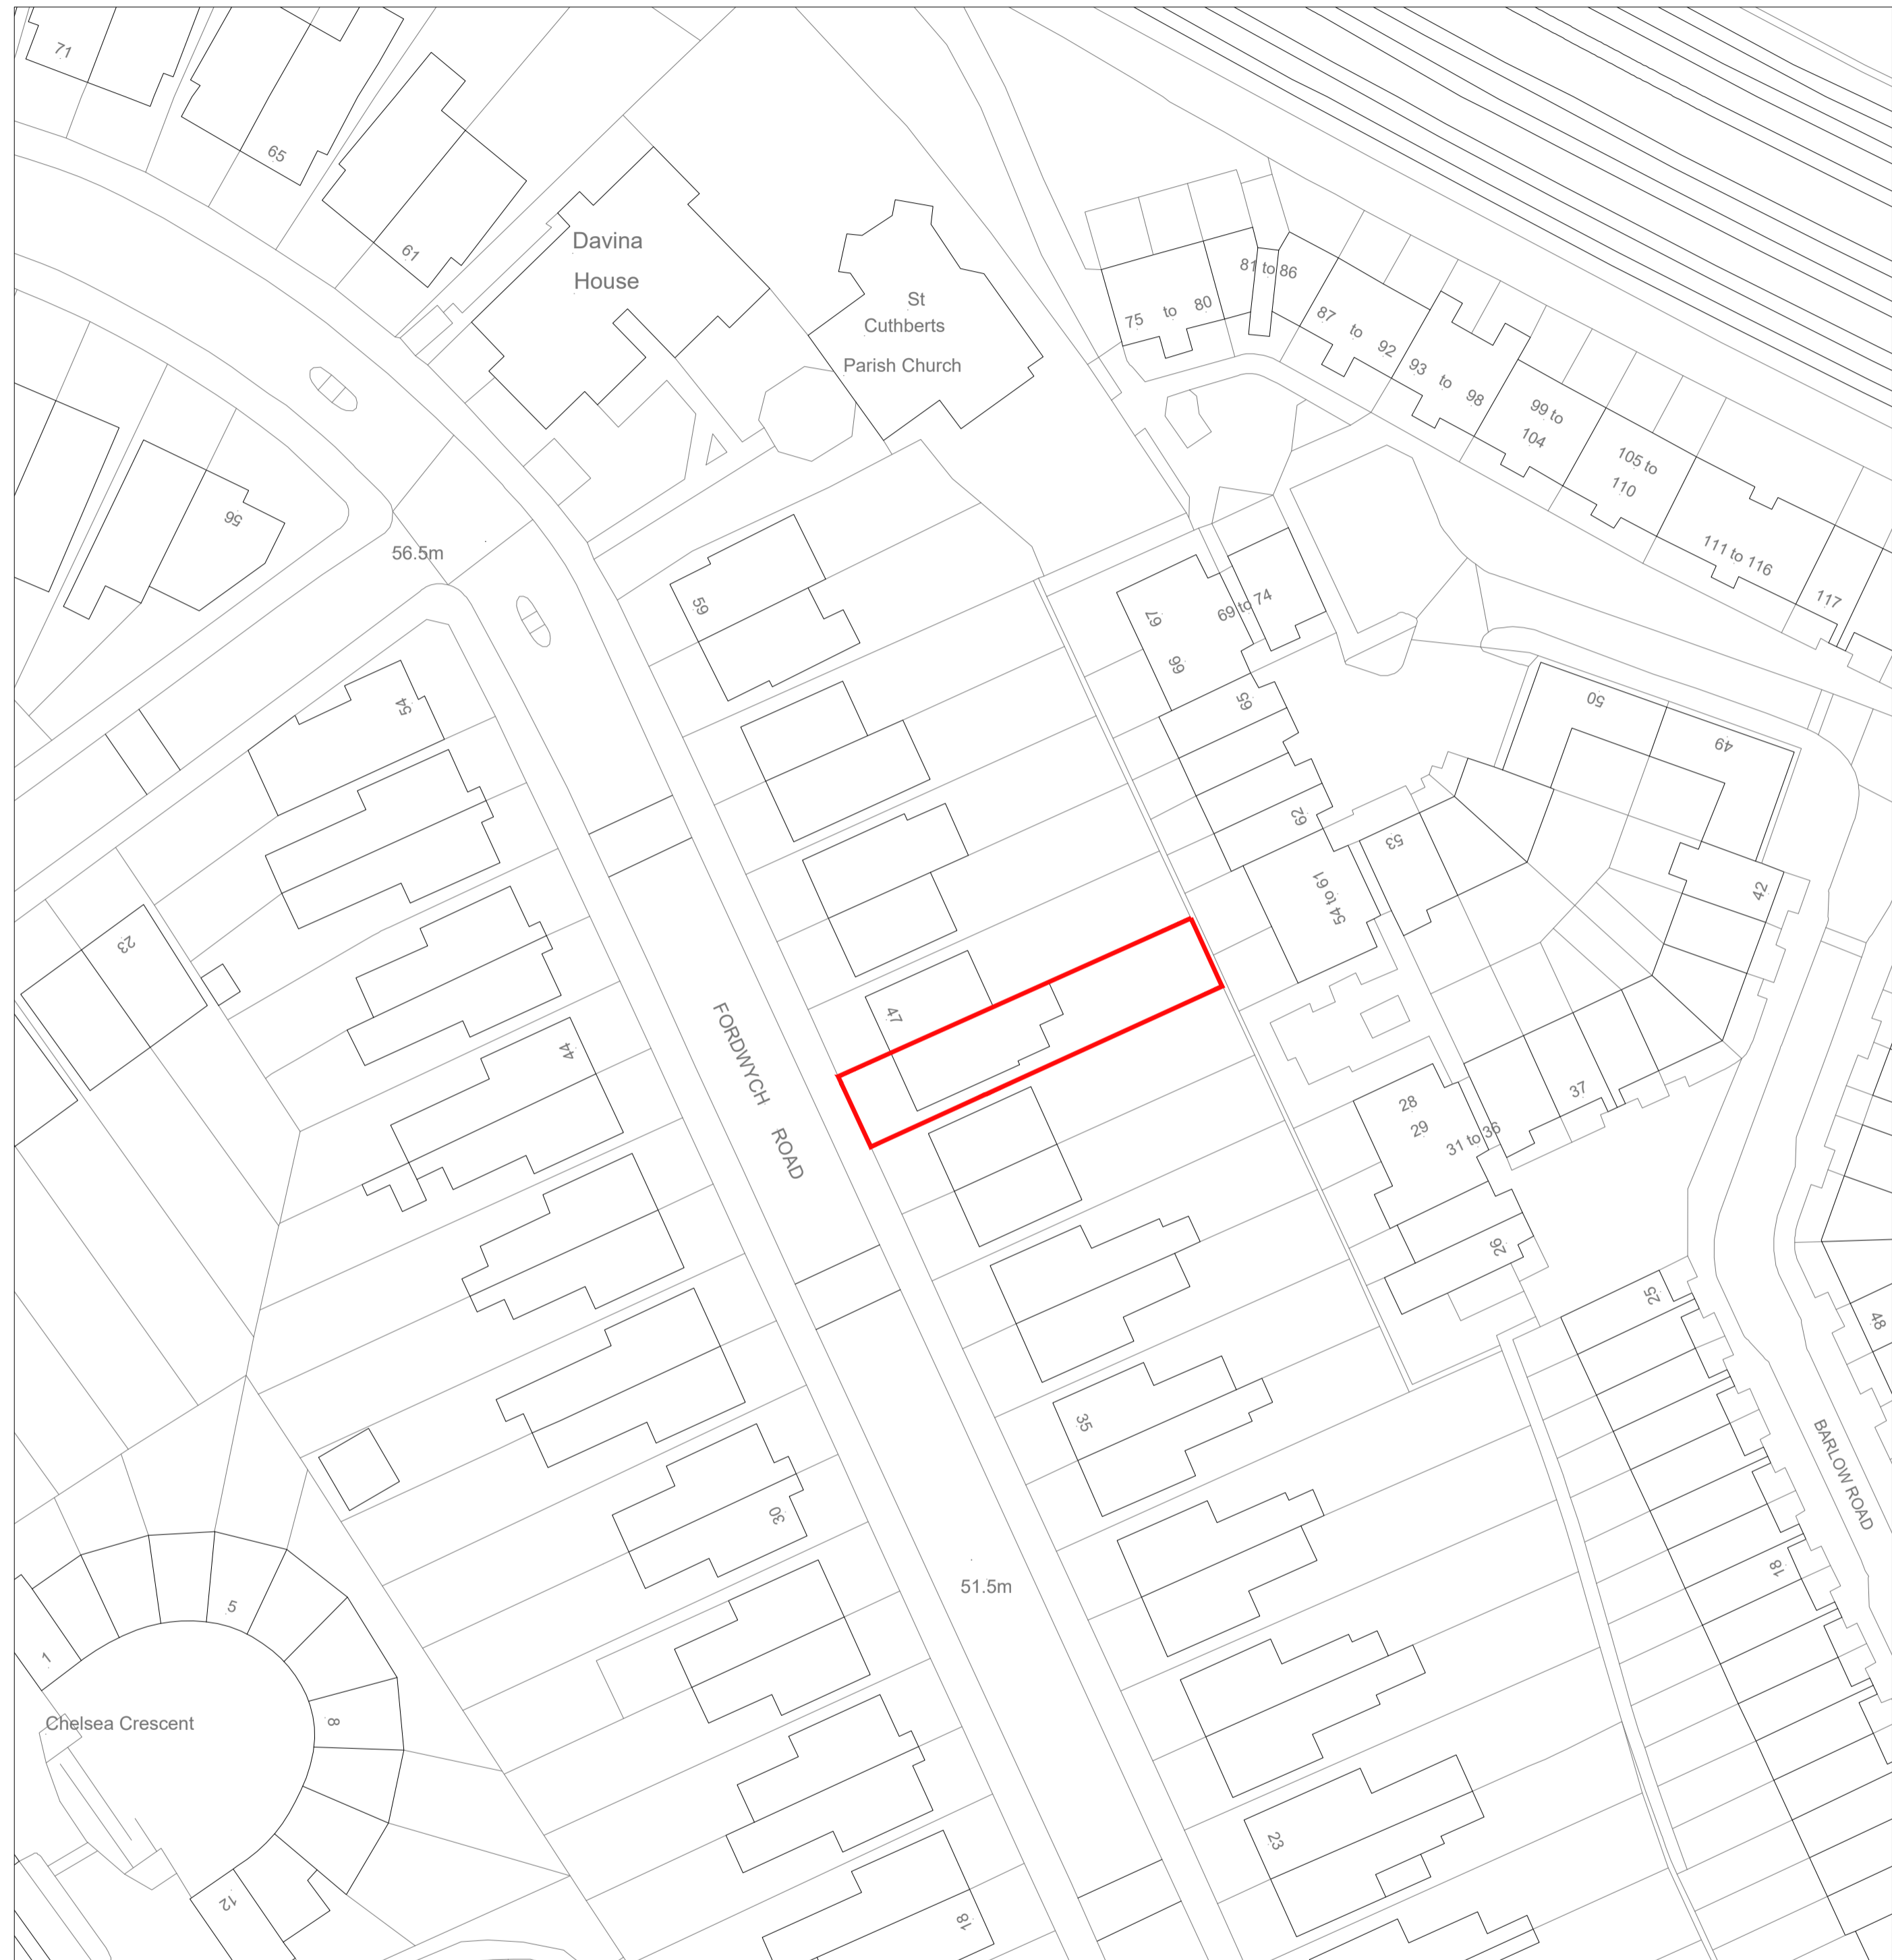 71
65
61
Davina
House
St
Cuthberts
Parish Church
81 to 86
75 to 80
87 to 92
93 to 98
99 to
104
105 to
110
111 to 116
117
56
56.5m
59
67
69 to 74
66
65
50
49
54
62
53
54 to 61
42
23
47
FORDWYCH ROAD
44
28
29
31 to 36
37
26
25
48
35
BARLOW ROAD
30
51.5m
18
5
1
8
Chelsea Crescent
23
12
18